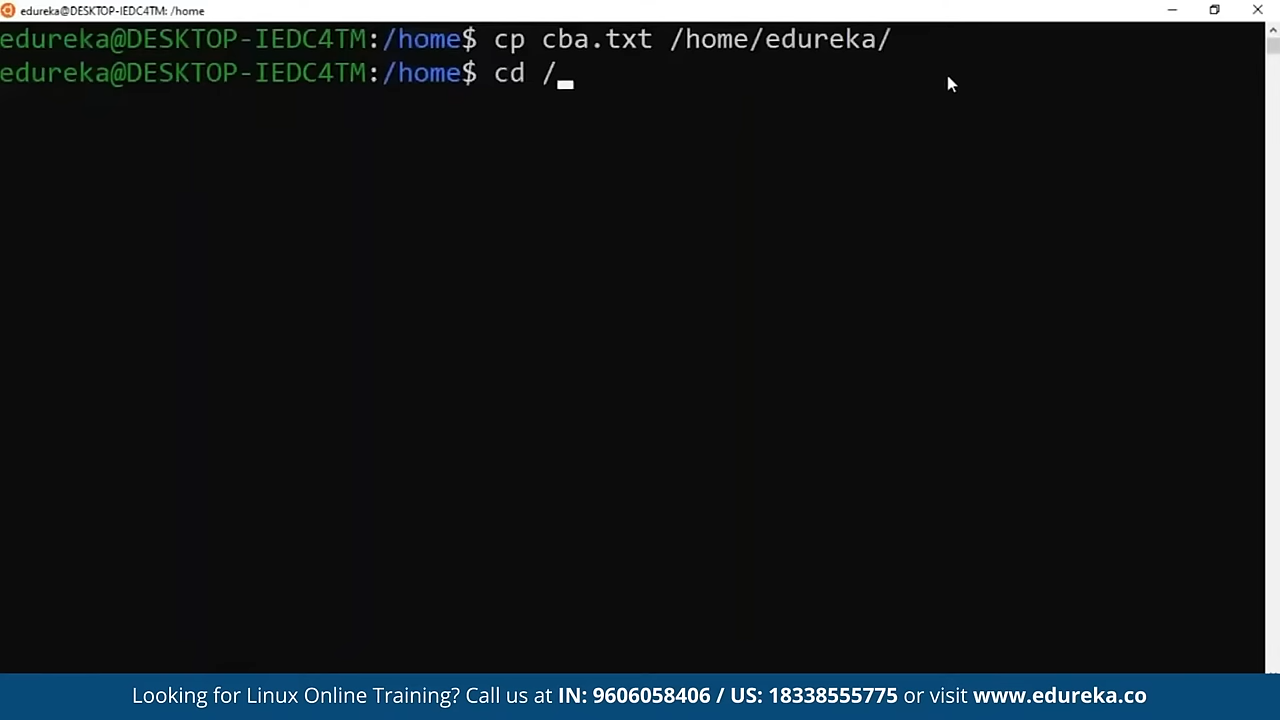 edureka@DESKTOP-IEDC4TM: /home
edureka@DESKTOP-IEDC4TM:/home$ cp cba.txt /home/edureka/
edureka@DESKTOP-IEDC4TM:/home$ cd /
Looking for Linux Online Training? Call us at IN: 9606058406 / US: 18338555775 or visit www.edureka.co